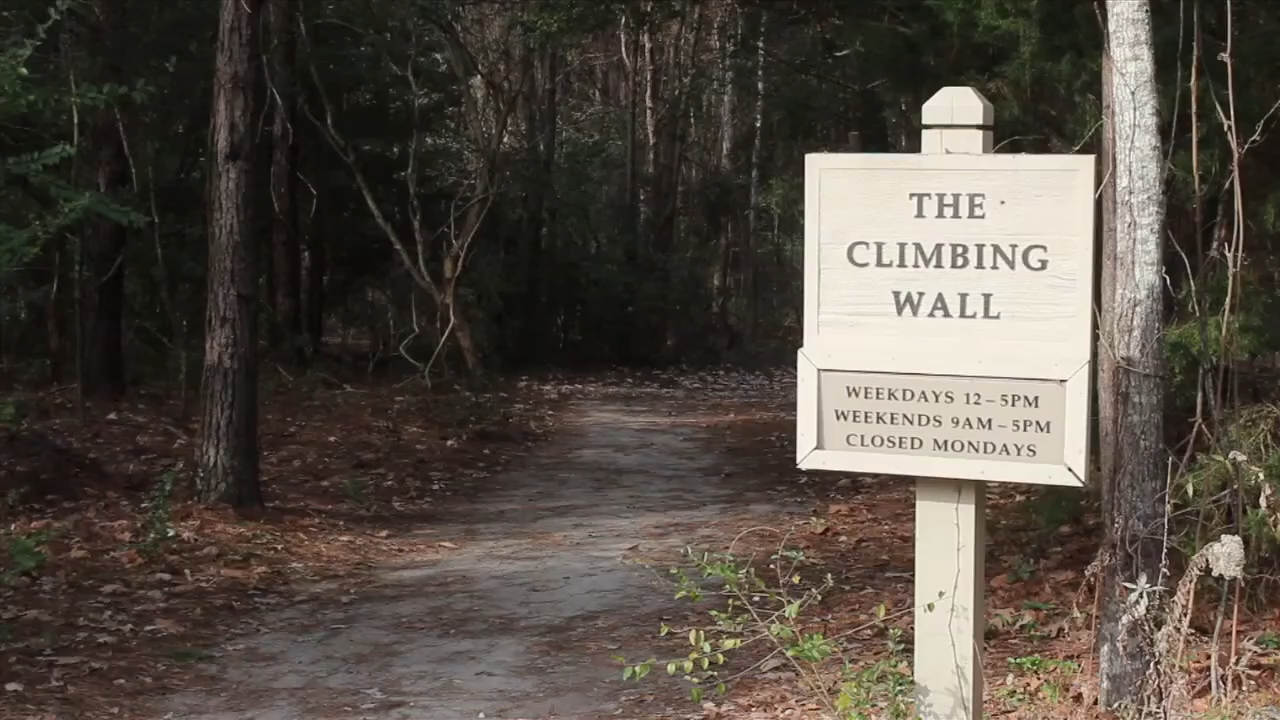 THE
CLIMBING
WALL
WEEKDAYS 12–5PM
WEEKENDS 9AM–5PM
CLOSED MONDAYS